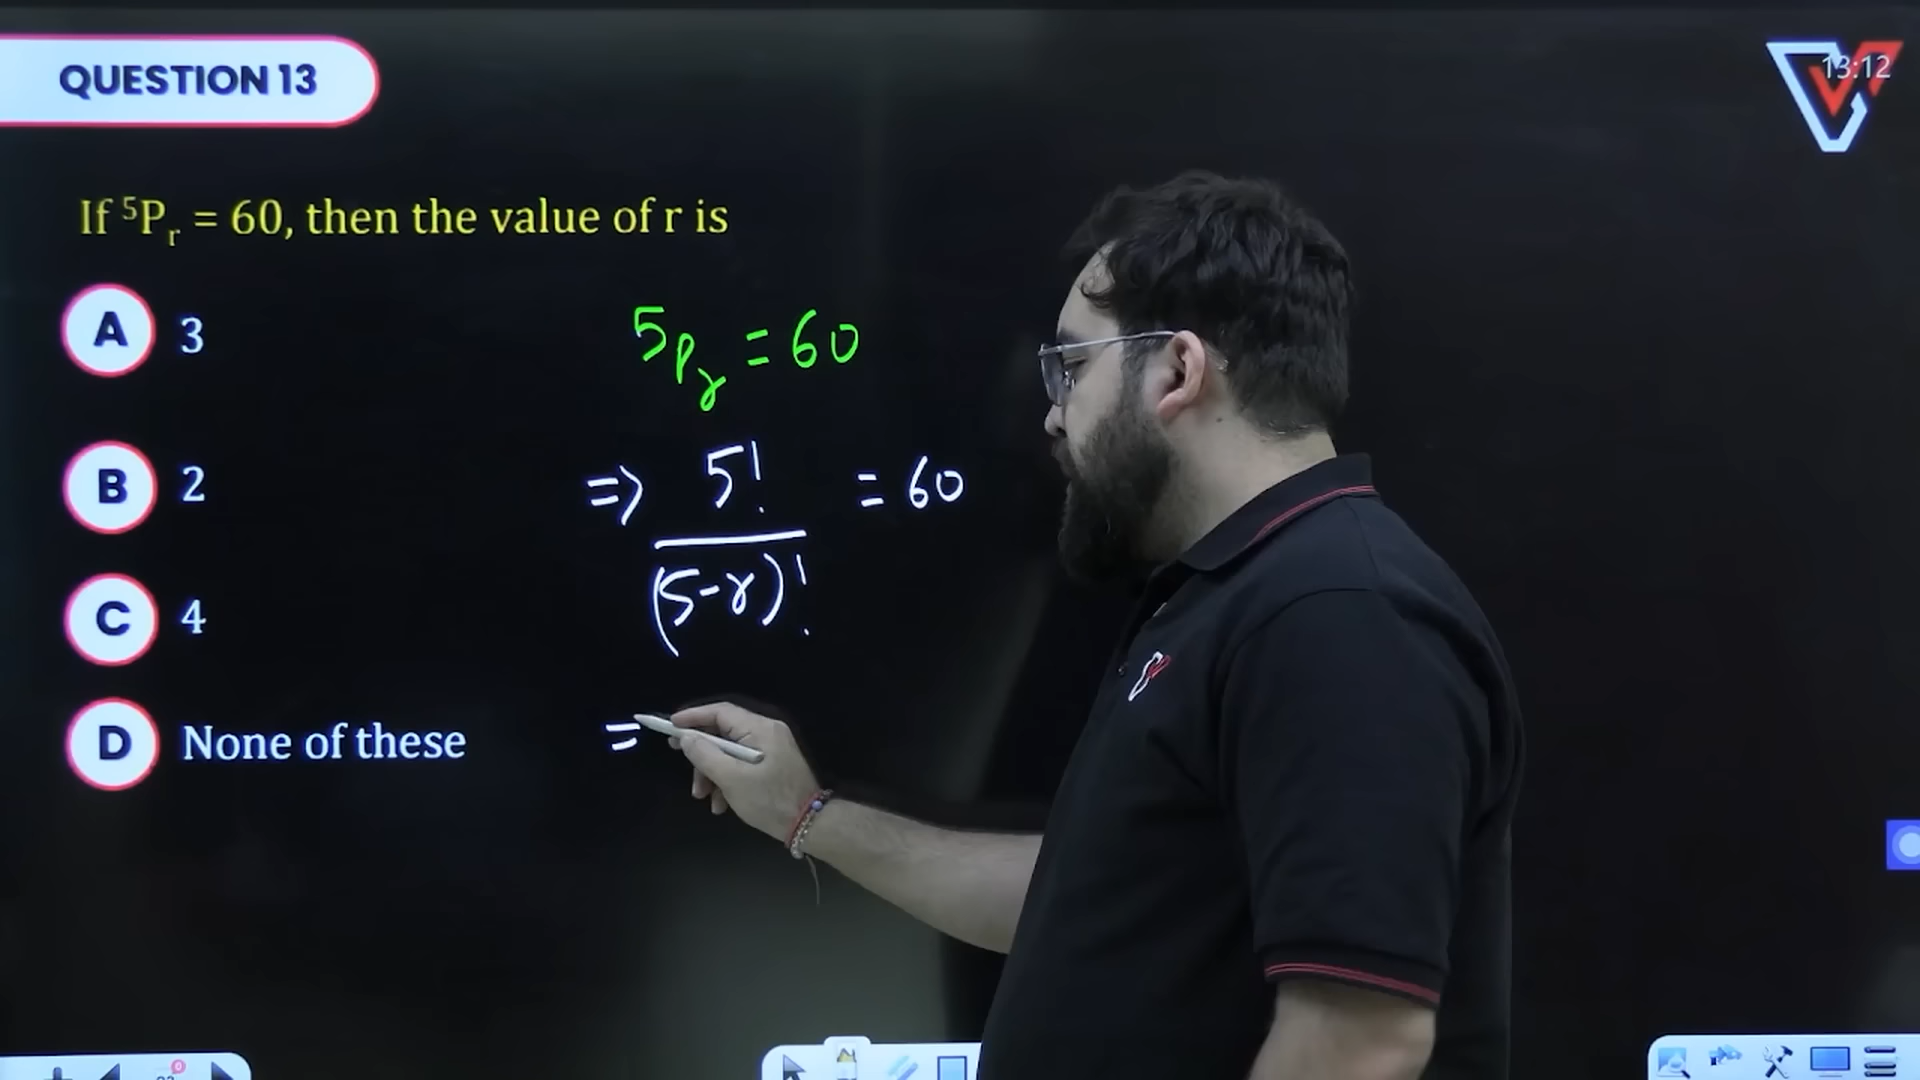 QUESTION 13
13:12
If ⁵Pᵣ = 60, then the value of r is
A 3
B 2
C 4
D None of these
⁵Pᵣ = 60
=> 5! / (5-r)! = 60
=